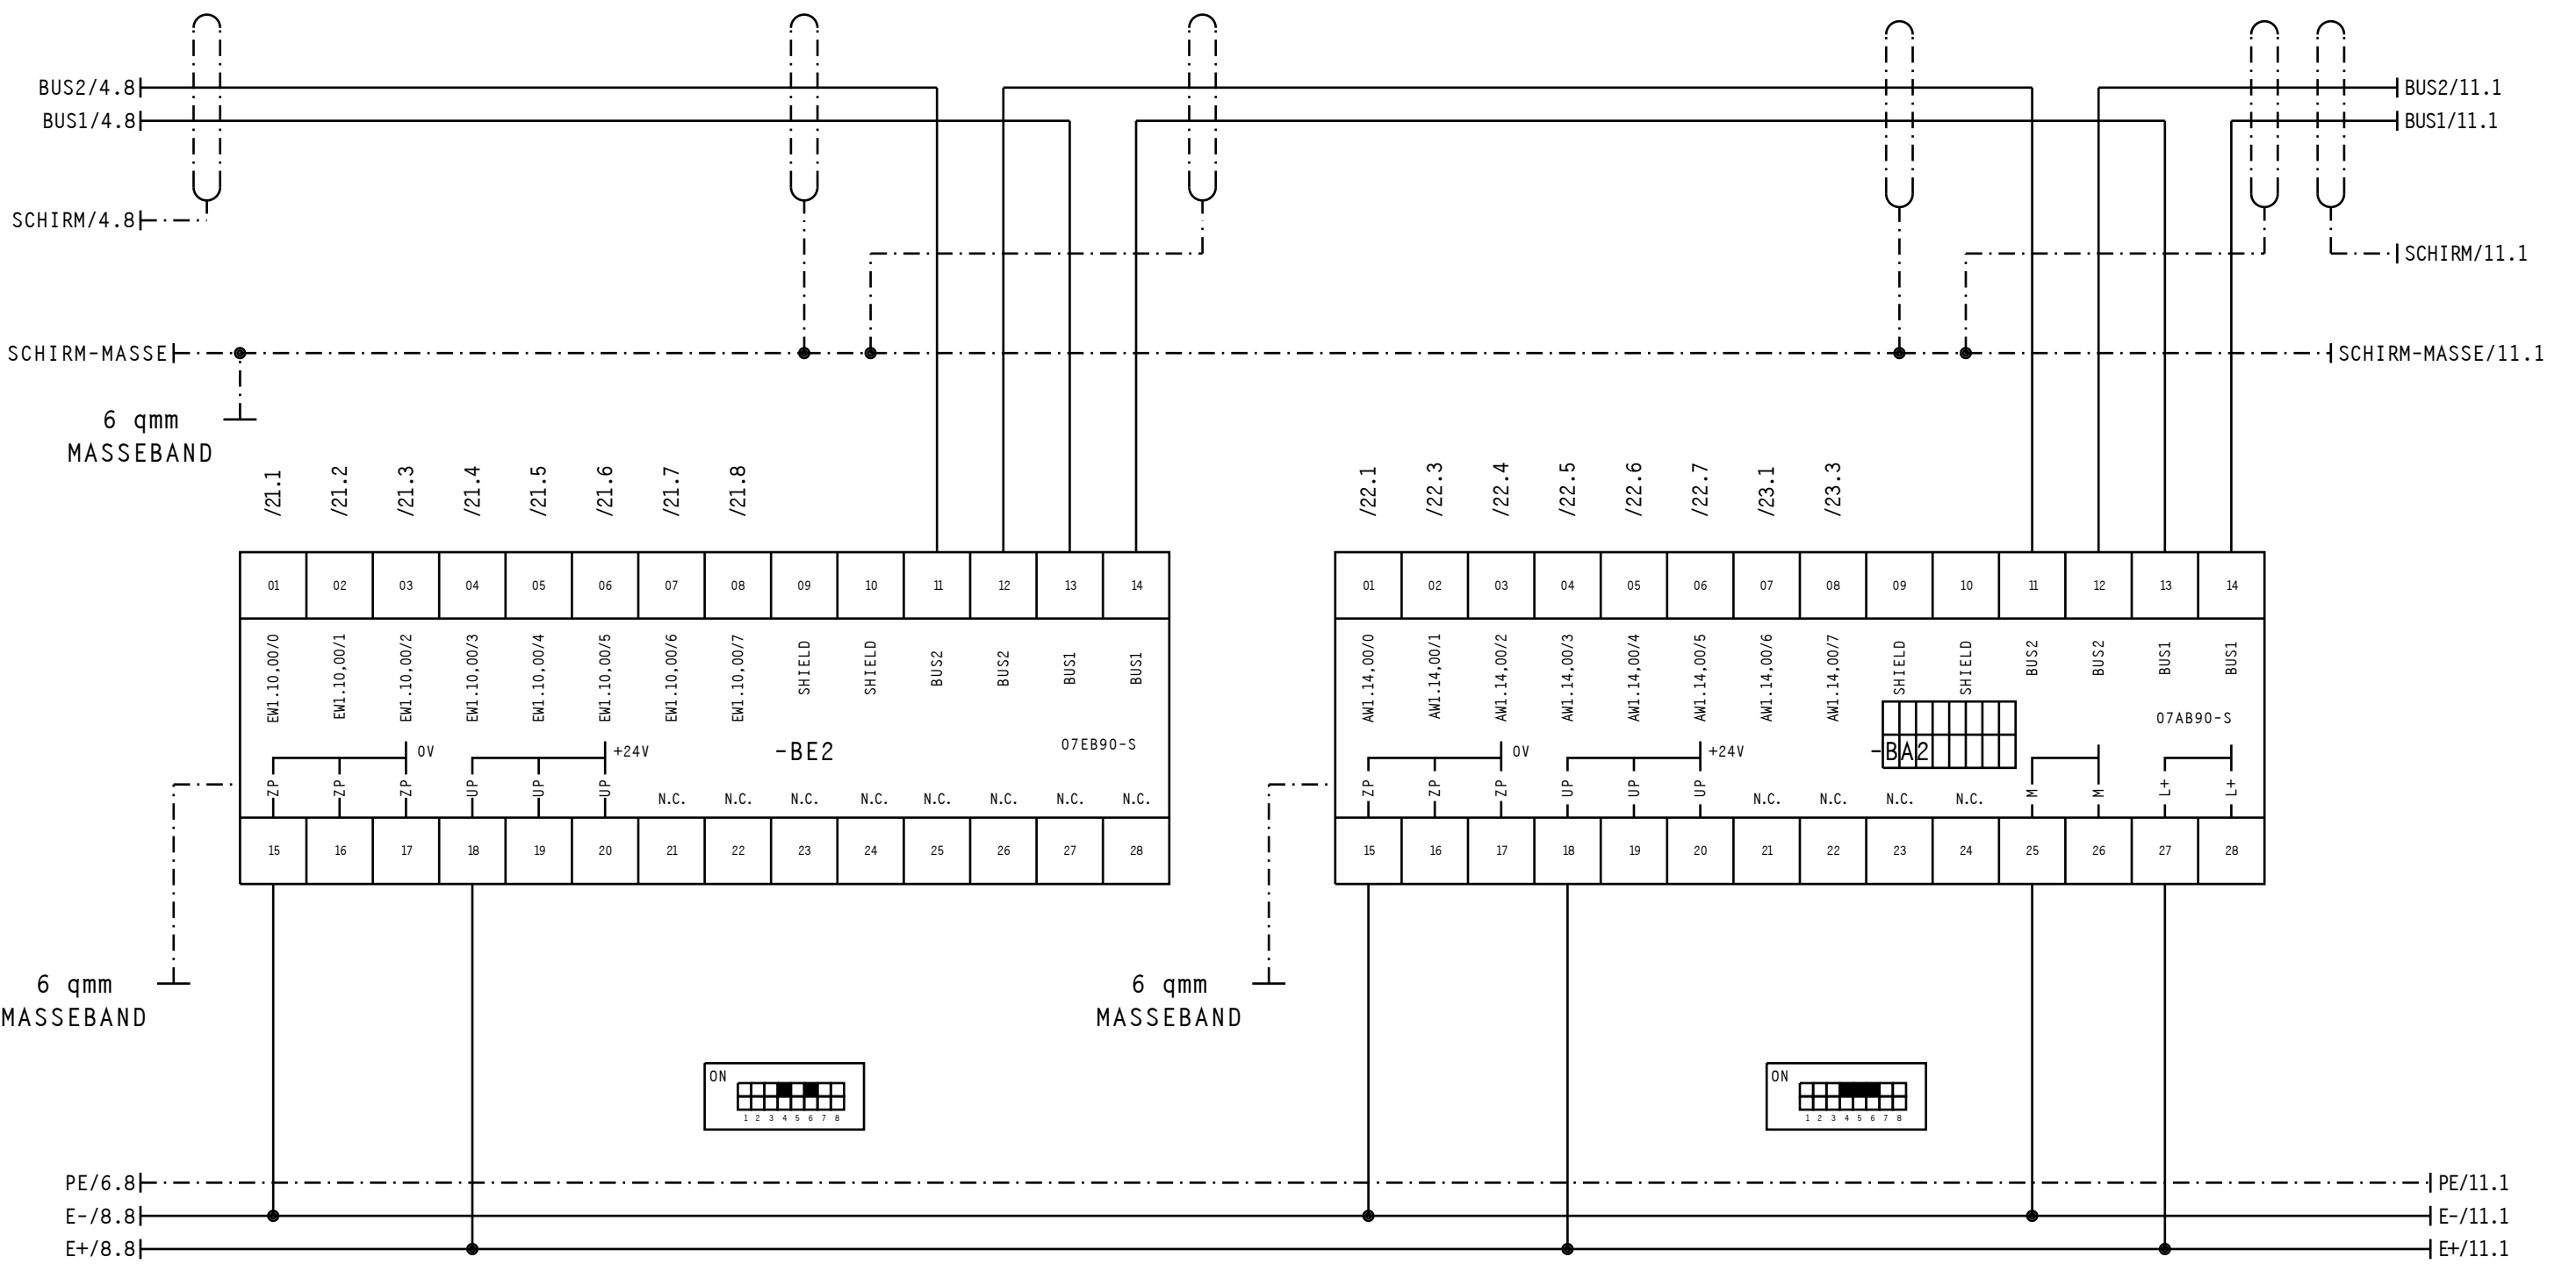 BUS2/4.8
BUS2/11.1
BUS1/4.8
BUS1/11.1
SCHIRM/4.8
SCHIRM/11.1
SCHIRM-MASSE
SCHIRM-MASSE/11.1
6 qmm
MASSEBAND
/21.1
/21.2
/21.3
/21.4
/21.5
/21.6
/21.7
/21.8
01 02 03 04 05 06 07 08 09 10 11 12 13 14
EW1.10,00/0
EW1.10,00/1
EW1.10,00/2
EW1.10,00/3
EW1.10,00/4
EW1.10,00/5
EW1.10,00/6
EW1.10,00/7
SHIELD
SHIELD
BUS2
BUS2
BUS1
BUS1
0V
+24V
-BE2
07EB90-S
ZP
ZP
ZP
UP
UP
UP
N.C. N.C. N.C. N.C. N.C. N.C. N.C. N.C.
15 16 17 18 19 20 21 22 23 24 25 26 27 28
6 qmm
MASSEBAND
ON
1 2 3 4 5 6 7 8
/22.1
/22.3
/22.4
/22.5
/22.6
/22.7
/23.1
/23.3
01 02 03 04 05 06 07 08 09 10 11 12 13 14
AW1.14,00/0
AW1.14,00/1
AW1.14,00/2
AW1.14,00/3
AW1.14,00/4
AW1.14,00/5
AW1.14,00/6
AW1.14,00/7
SHIELD
SHIELD
BUS2
BUS2
BUS1
BUS1
07AB90-S
0V
+24V
-BA2
ZP
ZP
ZP
UP
UP
UP
N.C. N.C. N.C. N.C.
M
M
L+
L+
15 16 17 18 19 20 21 22 23 24 25 26 27 28
6 qmm
MASSEBAND
ON
1 2 3 4 5 6 7 8
PE/6.8
PE/11.1
E-/8.8
E-/11.1
E+/8.8
E+/11.1